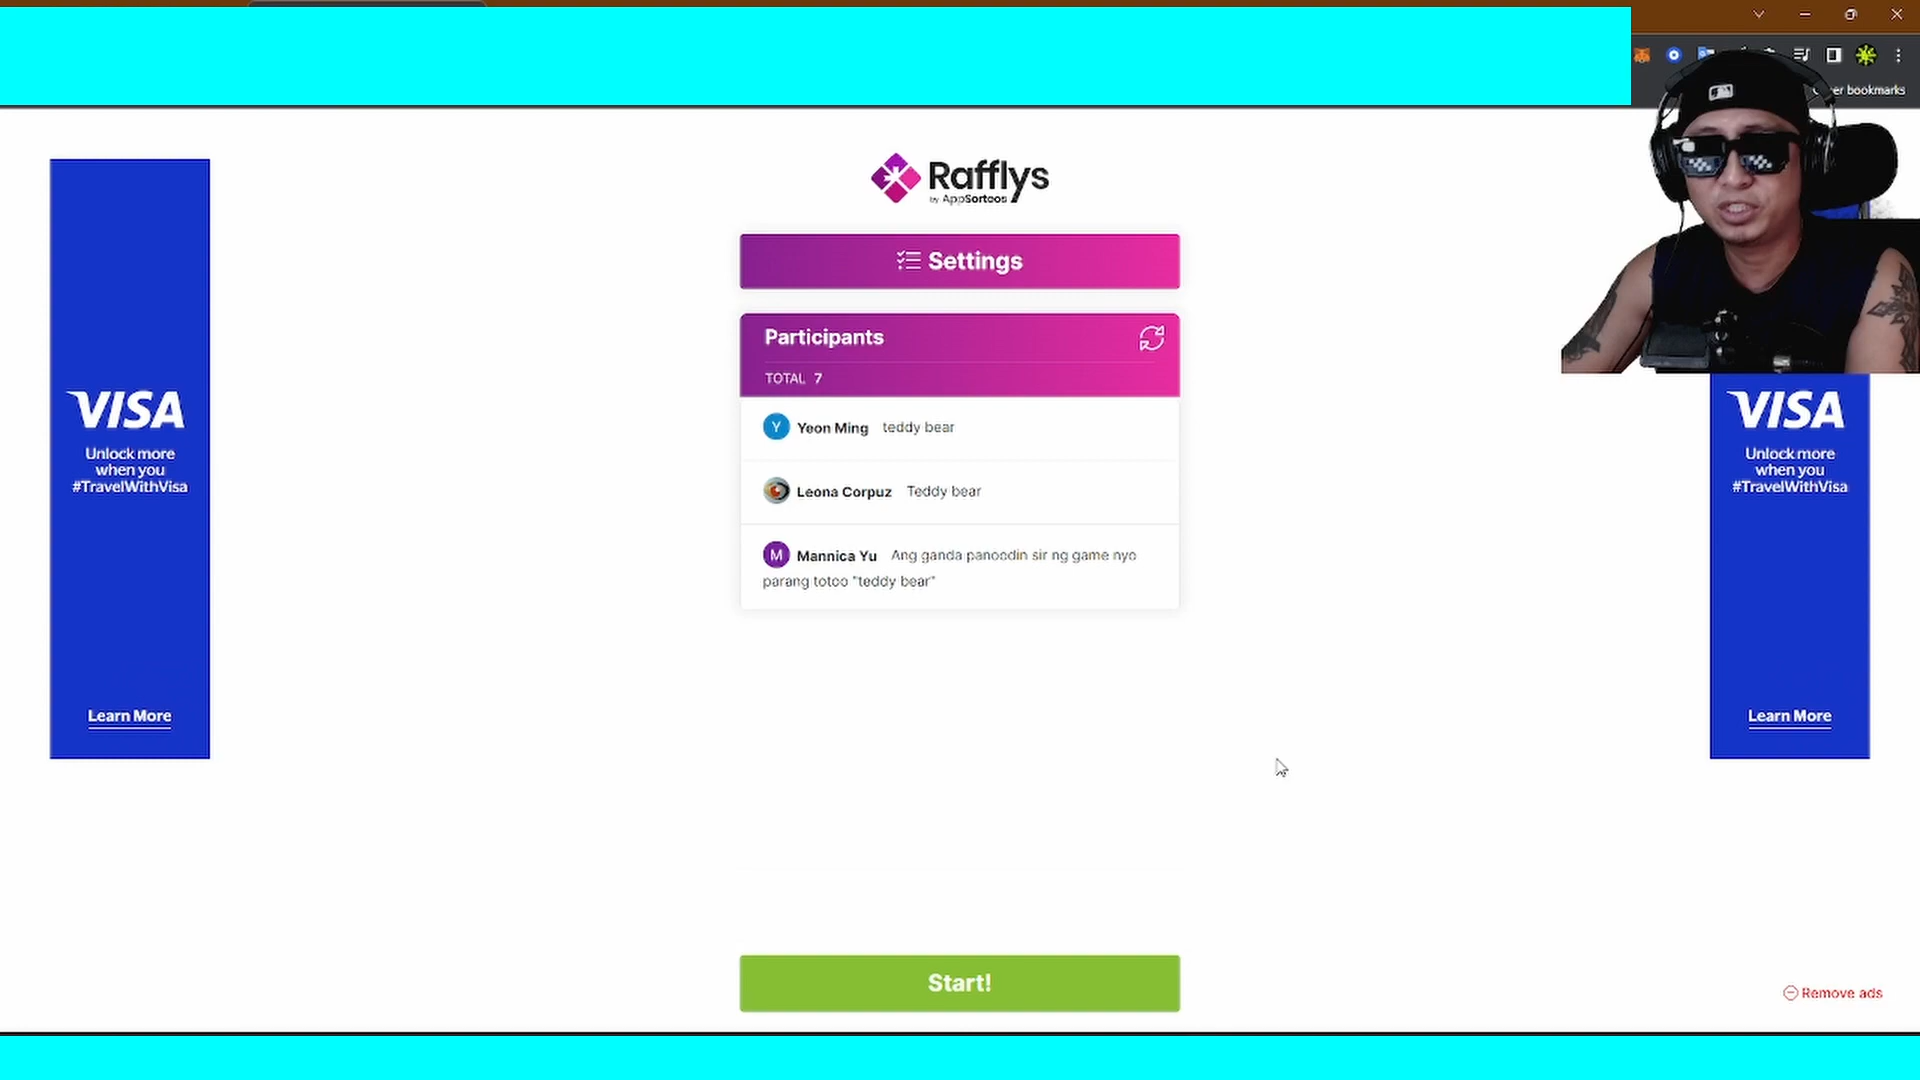 Other bookmarks
Rafflys
by AppSorteos
Settings
Participants
TOTAL 7
Y Yeon Ming teddy bear
Leona Corpuz Teddy bear
M Mannica Yu Ang ganda panoodin sir ng game nyo
parang totoo "teddy bear"
VISA
Unlock more
when you
#TravelWithVisa
Learn More
VISA
Unlock more
when you
#TravelWithVisa
Learn More
Start!
Remove ads